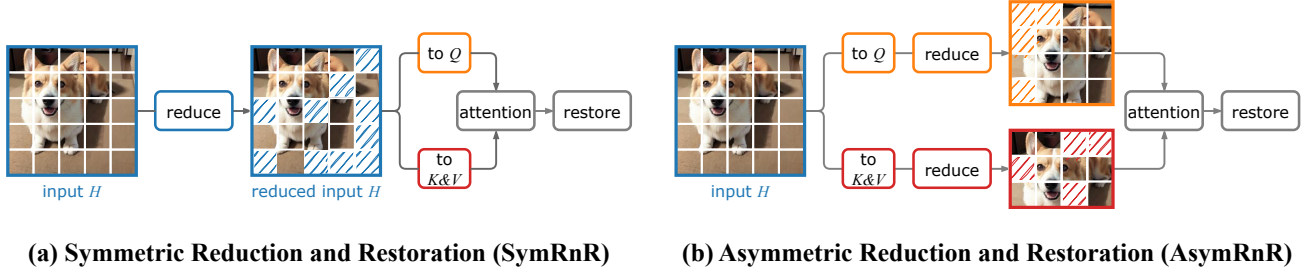 reduce
to Q
to
K&V
attention
restore
input H
reduced input H
(a) Symmetric Reduction and Restoration (SymRnR)
to Q
reduce
to
K&V
reduce
attention
restore
input H
(b) Asymmetric Reduction and Restoration (AsymRnR)